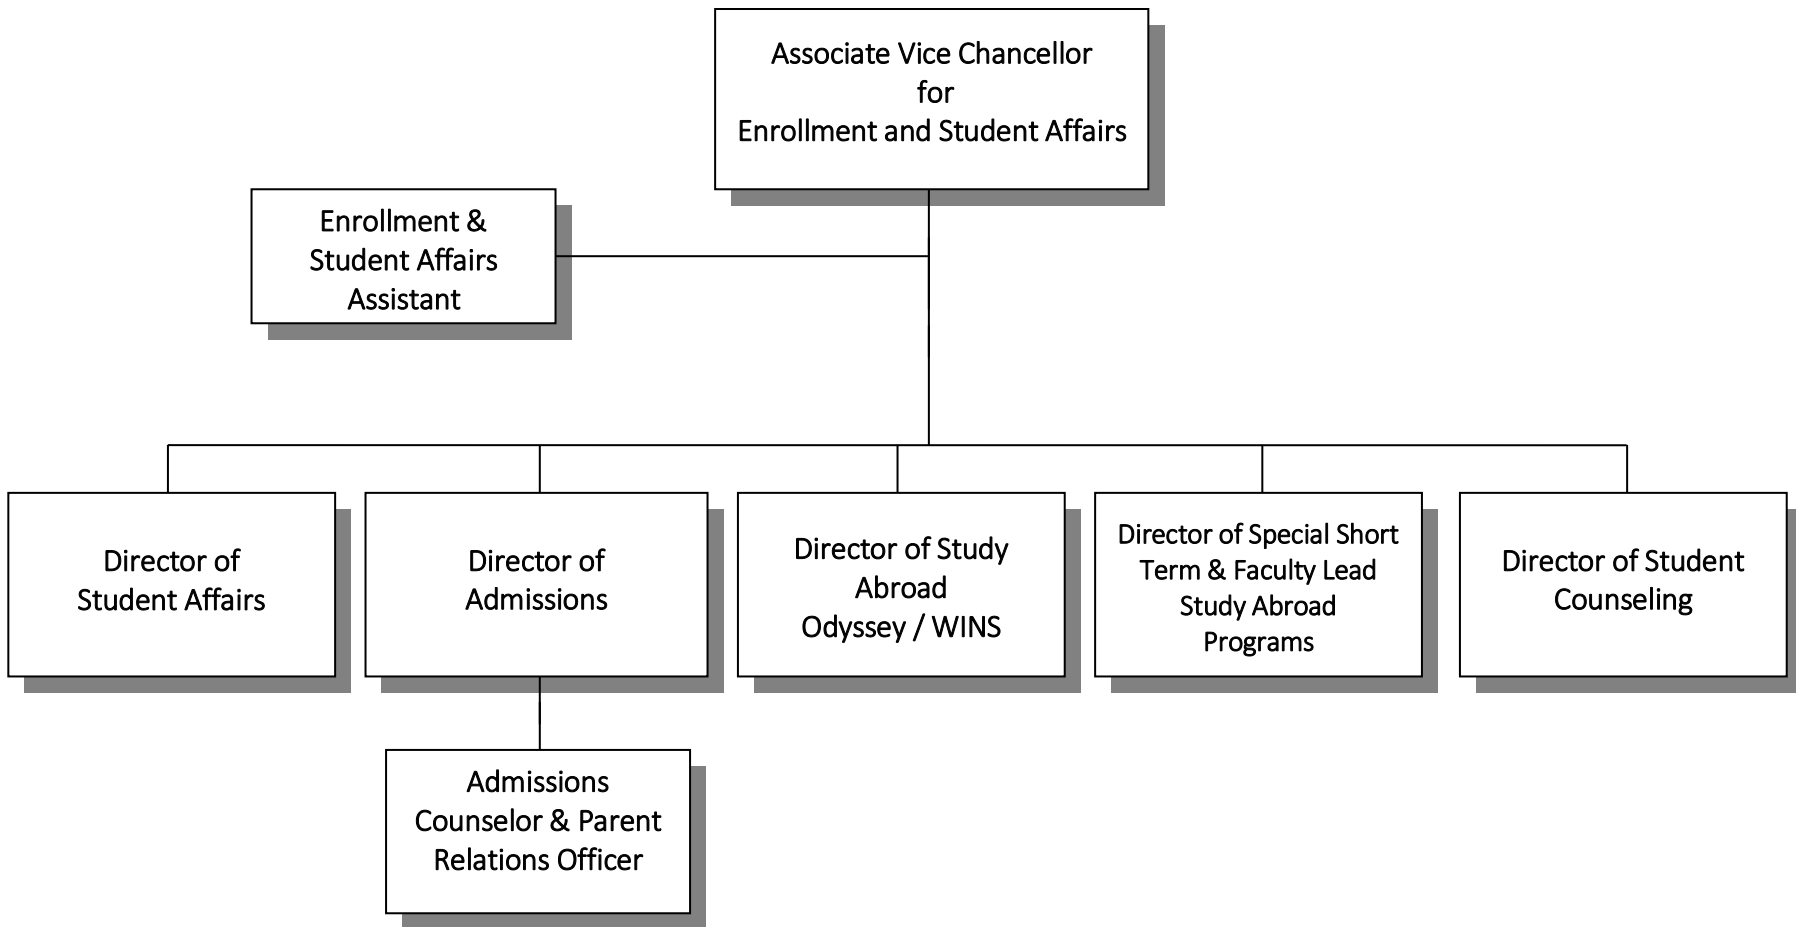 Associate Vice Chancellor
for
Enrollment and Student Affairs
Enrollment &
Student Affairs
Assistant
Director of
Student Affairs
Director of
Admissions
Director of Study
Abroad
Odyssey / WINS
Director of Special Short
Term & Faculty Lead
Study Abroad
Programs
Director of Student
Counseling
Admissions
Counselor & Parent
Relations Officer